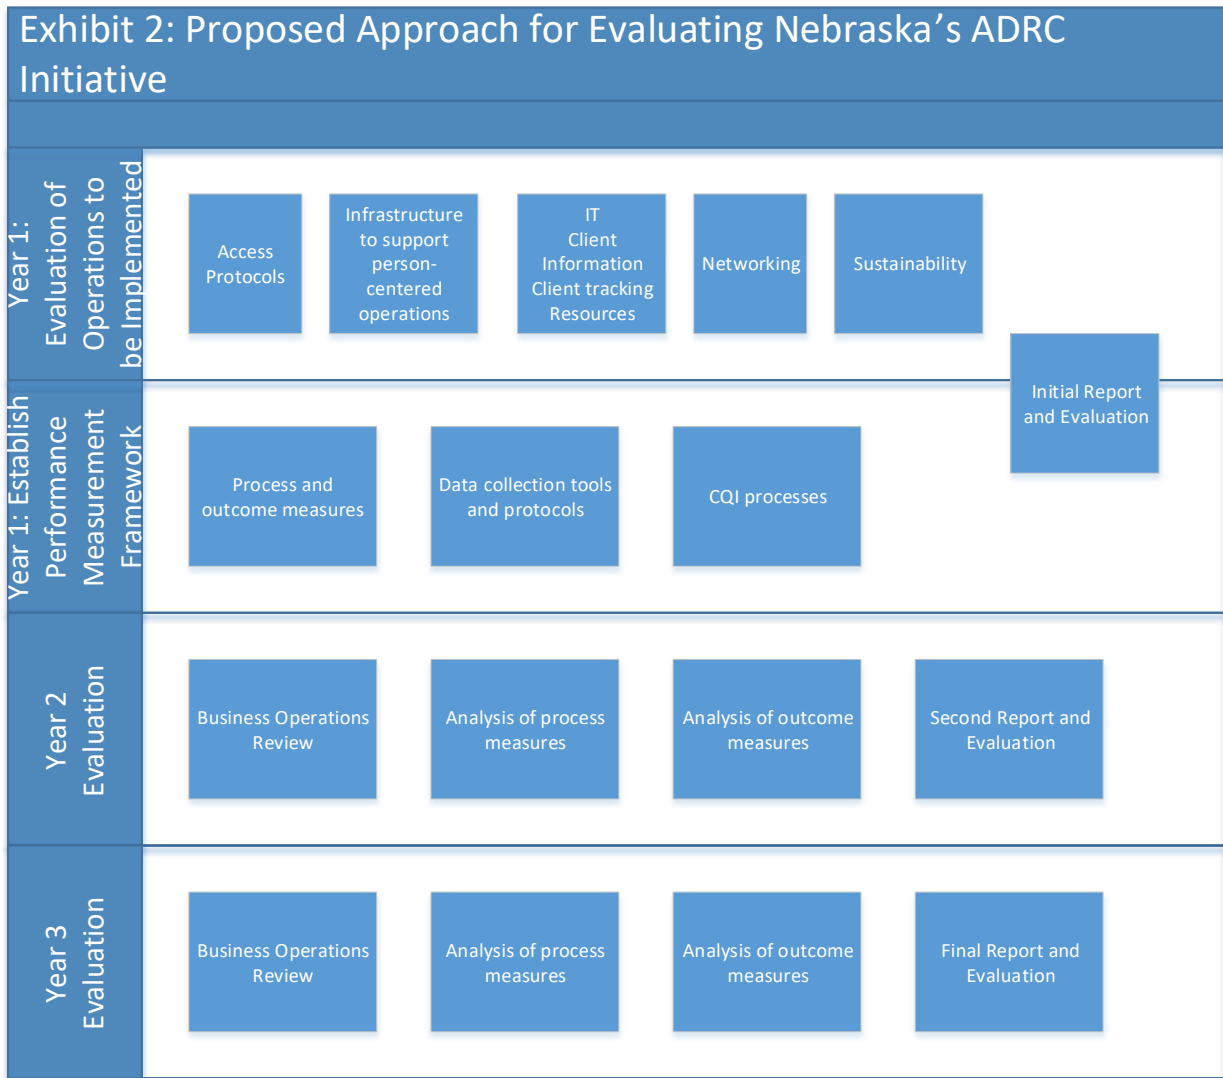 Exhibit 2: Proposed Approach for Evaluating Nebraska’s ADRC
Initiative
Year 1:
Evaluation of
Operations to
be Implemented
Access
Protocols
Infrastructure
to support
person-
centered
operations
IT
Client
Information
Client tracking
Resources
Networking
Sustainability
Initial Report
and Evaluation
Year 1: Establish
Performance
Measurement
Framework
Process and
outcome measures
Data collection tools
and protocols
CQI processes
Year 2
Evaluation
Business Operations
Review
Analysis of process
measures
Analysis of outcome
measures
Second Report and
Evaluation
Year 3
Evaluation
Business Operations
Review
Analysis of process
measures
Analysis of outcome
measures
Final Report and
Evaluation